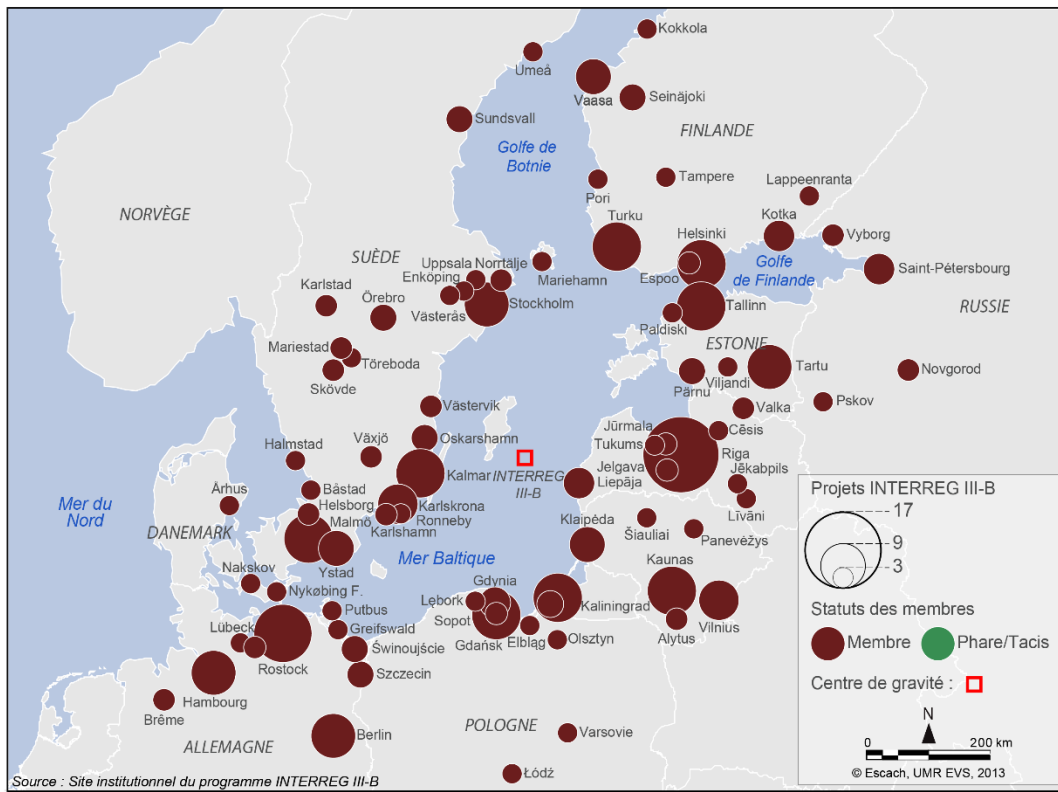 Kokkola
Umeå
Vaasa
Seinäjoki
Sundsvall
FINLANDE
Golfe de
Botnie
Tampere
Lappeenranta
Pori
NORVÈGE
Turku
Kotka
Helsinki
Vyborg
SUÈDE
Uppsala
Norrtälje
Mariehamn
Espoo
Golfe
de Finlande
Saint-Pétersbourg
Enköping
Karlstad
Örebro
Stockholm
Västerås
Tallinn
RUSSIE
Paldiski
ESTONIE
Mariestad
Töreboda
Skövde
Tartu
Novgorod
Viljandi
Pärnu
Pskov
Västervik
Valka
Jūrmala
Cēsis
Oskarshamn
Växjö
Tukums
Halmstad
Riga
Kalmar
INTERREG
III-B
Jelgava
Jēkabpils
Liepāja
Århus
Båstad
Mer du
Nord
Karlskrona
Līvāni
Helsborg
Ronneby
Klaipėda
Šiauliai
Panevėžys
DANEMARK
Malmö
Karlshamn
Mer Baltique
Ystad
Kaunas
Nakskov
Gdynia
Nykøbing F.
Lębork
Kaliningrad
Putbus
Sopot
Vilnius
Alytus
Lübeck
Greifswald
Gdańsk
Elbląg
Olsztyn
Świnoujście
Rostock
Szczecin
Hambourg
Brême
POLOGNE
Varsovie
Berlin
ALLEMAGNE
Łódź
Projets INTERREG III-B
17
9
3
Statuts des membres
Membre
Phare/Tacis
Centre de gravité :
N
0
200 km
© Escach, UMR EVS, 2013
Source : Site institutionnel du programme INTERREG III-B